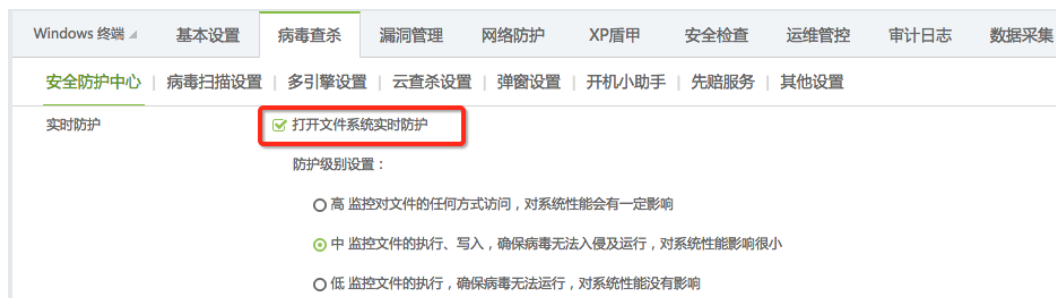 Windows 终端 基本设置 病毒查杀 漏洞管理 网络防护 XP盾甲 安全检查 运维管控 审计日志 数据采集
安全防护中心 | 病毒扫描设置 | 多引擎设置 | 云查杀设置 | 弹窗设置 | 开机小助手 | 先赔服务 | 其他设置
实时防护 打开文件系统实时防护
防护级别设置：
高 监控对文件的任何方式访问，对系统性能会有一定影响
中 监控文件的执行、写入，确保病毒无法入侵及运行，对系统性能影响很小
低 监控文件的执行，确保病毒无法运行，对系统性能没有影响